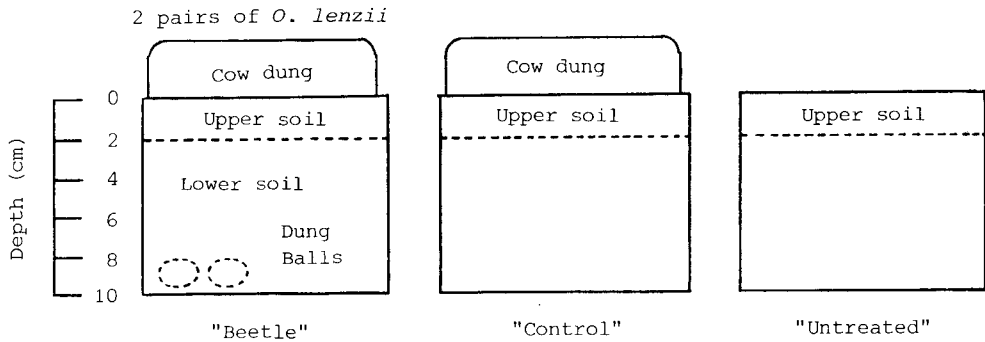 2 pairs of O. lenzii
Cow dung
Cow dung
0
Upper soil
Upper soil
Upper soil
2
4
Lower soil
6
Dung
Balls
8
10
Depth (cm)
"Beetle"
"Control"
"Untreated"